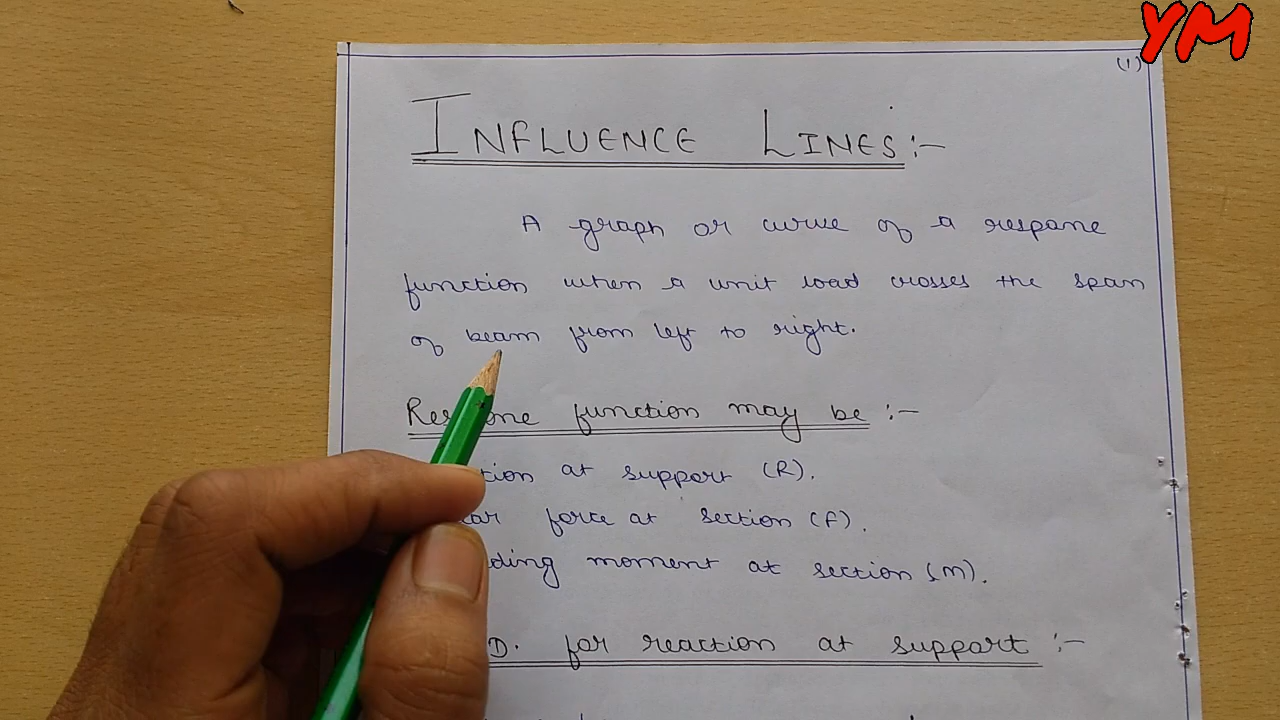 YM
(1)
INFLUENCE LINES:-
A graph or curve of a response
function when a unit load crosses the span
of beam from left to right.
function may be :-
at support (R).
force at section (F).
moment at section (M).
D. for reaction at support :-